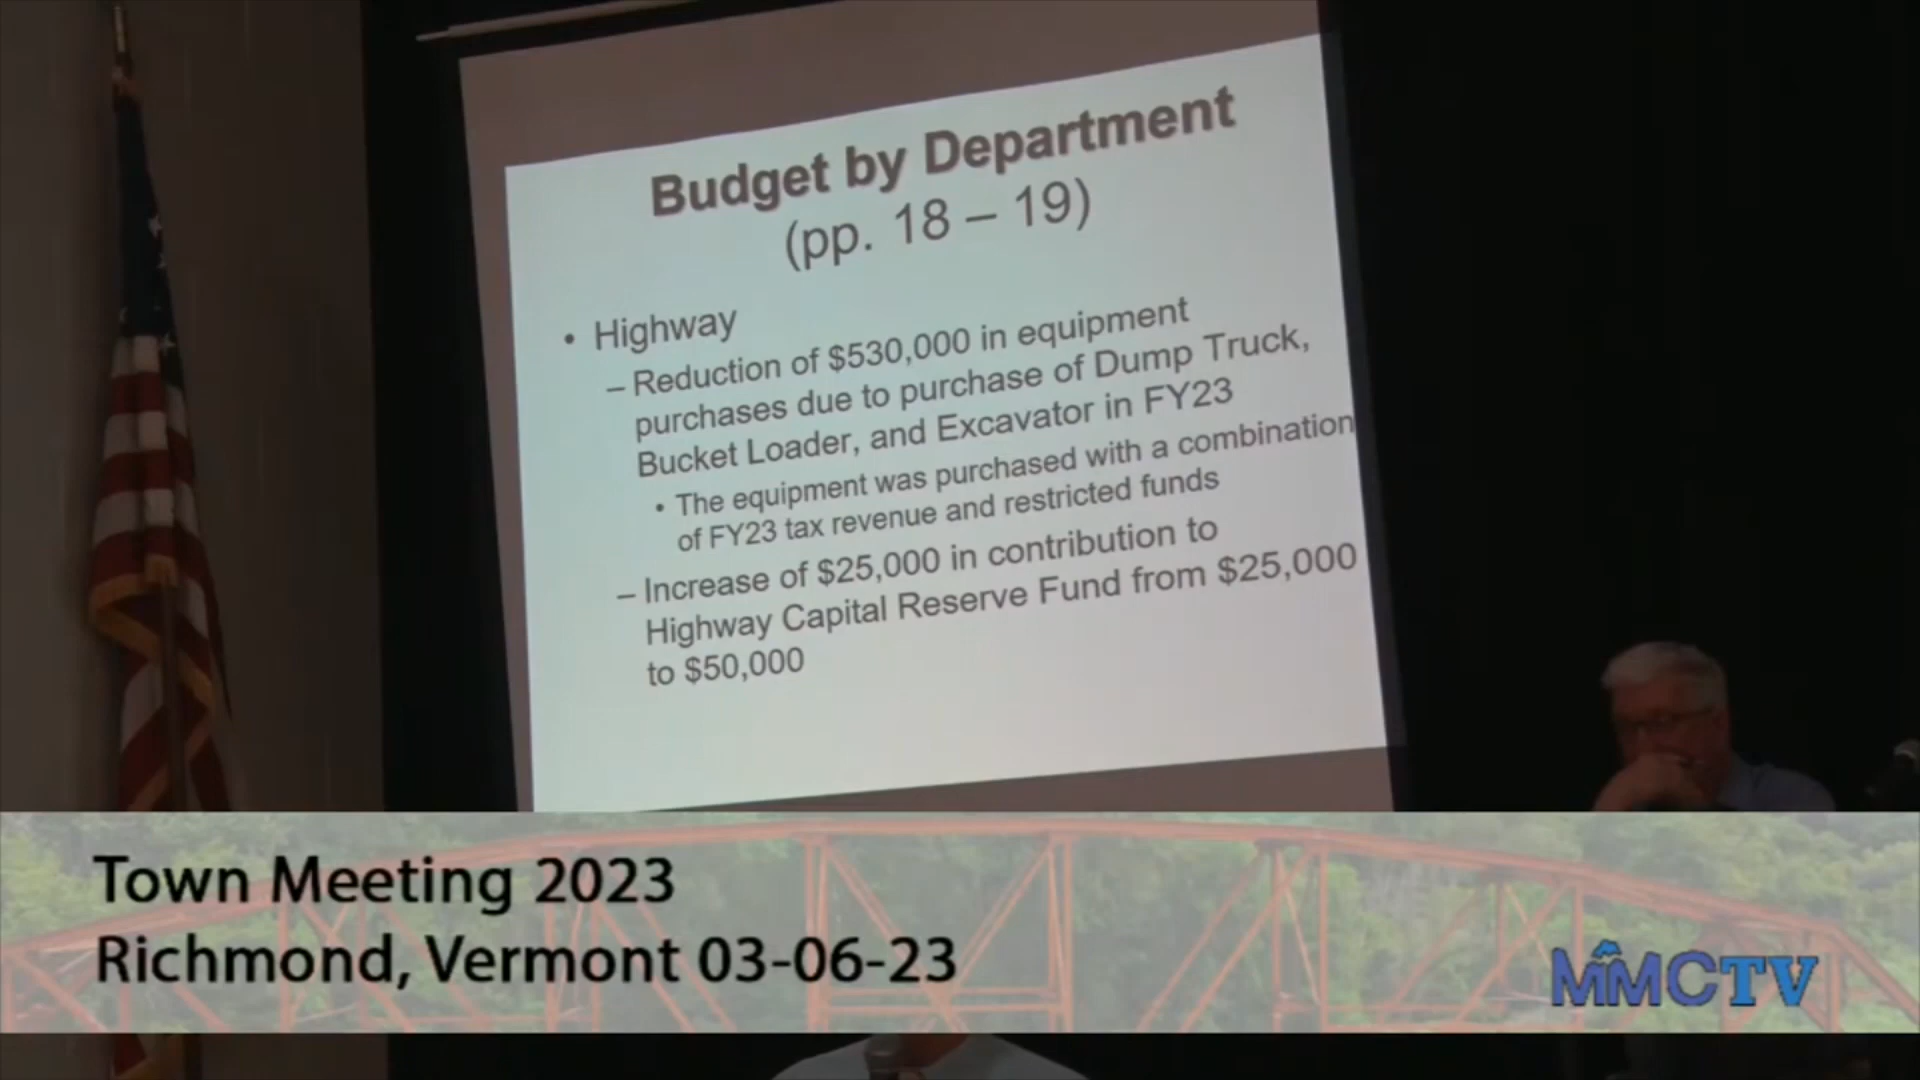 Budget by Department
(pp. 18 – 19)
• Highway
– Reduction of $530,000 in equipment
purchases due to purchase of Dump Truck,
Bucket Loader, and Excavator in FY23
• The equipment was purchased with a combination
of FY23 tax revenue and restricted funds
– Increase of $25,000 in contribution to
Highway Capital Reserve Fund from $25,000
to $50,000
Town Meeting 2023
Richmond, Vermont 03-06-23
MMCTV